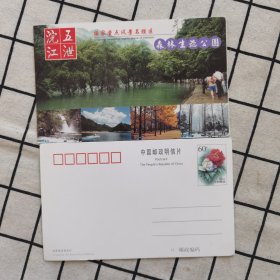 国家重点风景名胜区
五泄
浣江
森林生态公园
中国邮政明信片
Postcard
The People's Republic of China
60分
邮政编码